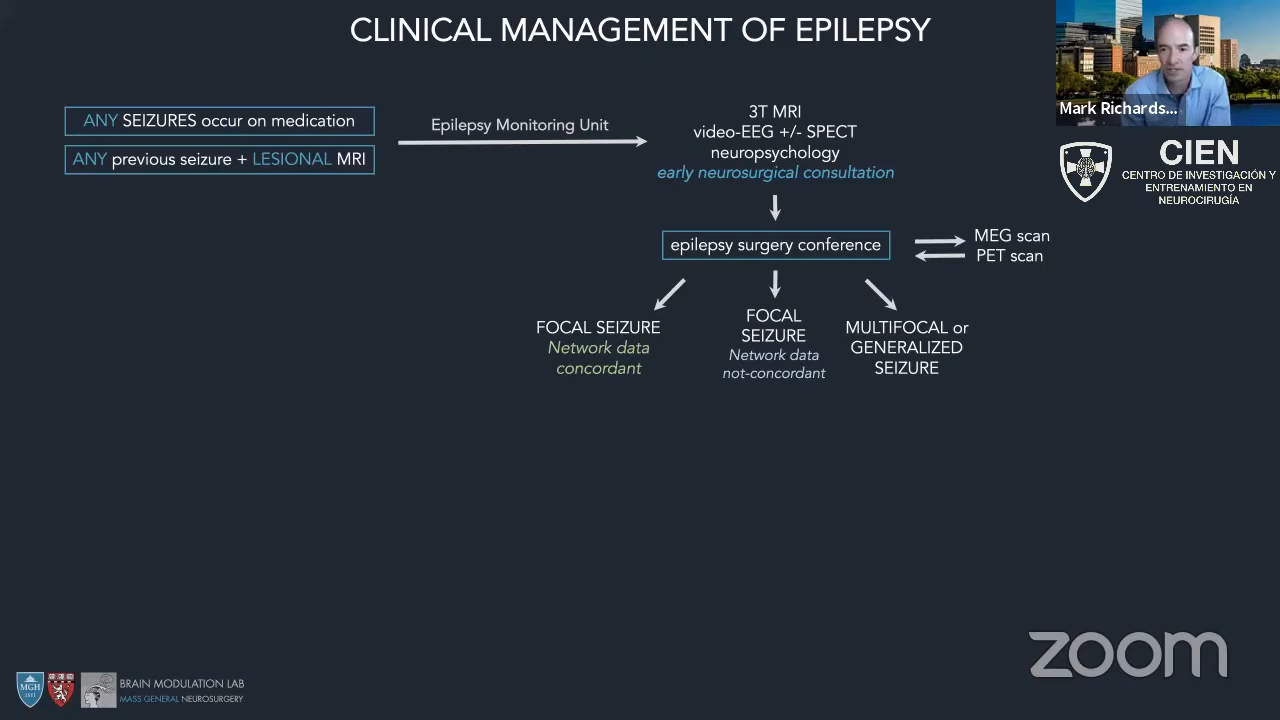 CLINICAL MANAGEMENT OF EPILEPSY
Mark Richards...
CIEN
CENTRO DE INVESTIGACIÓN Y
ENTRENAMIENTO EN
NEUROCIRUGÍA
ANY SEIZURES occur on medication
ANY previous seizure + LESIONAL MRI
Epilepsy Monitoring Unit
3T MRI
video-EEG +/- SPECT
neuropsychology
early neurosurgical consultation
epilepsy surgery conference
MEG scan
PET scan
FOCAL SEIZURE
Network data
concordant
FOCAL
SEIZURE
Network data
not-concordant
MULTIFOCAL or
GENERALIZED
SEIZURE
zoom
MGH
1811
BRAIN MODULATION LAB
MASS GENERAL NEUROSURGERY